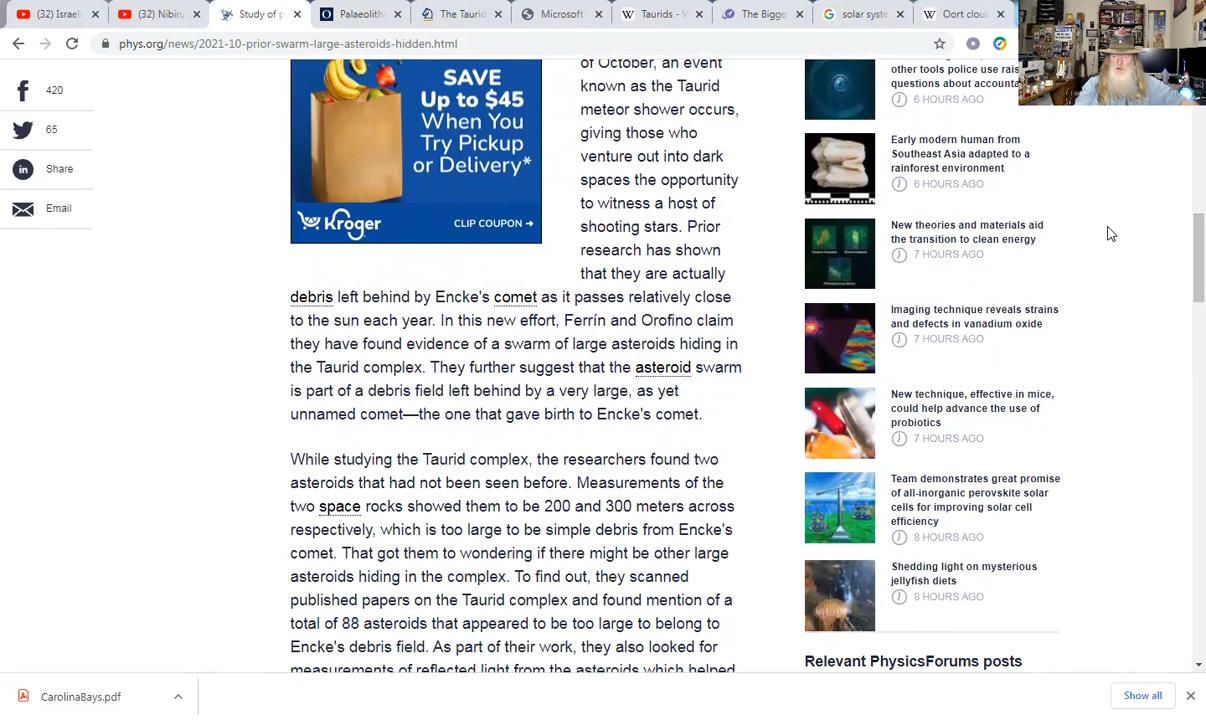 (32) Israeli
(32) Nibiru
Study of p
Palaeolith
The Taurid
Microsoft
Taurids - V
The Bigge
solar syste
Oort clou
phys.org/news/2021-10-prior-swarm-large-asteroids-hidden.html
420
65
Share
Email
SAVE
Up to $45
When You
Try Pickup
or Delivery*
Kroger
CLIP COUPON →
of October, an event
known as the Taurid
meteor shower occurs,
giving those who
venture out into dark
spaces the opportunity
to witness a host of
shooting stars. Prior
research has shown
that they are actually
debris left behind by Encke's comet as it passes relatively close
to the sun each year. In this new effort, Ferrín and Orofino claim
they have found evidence of a swarm of large asteroids hiding in
the Taurid complex. They further suggest that the asteroid swarm
is part of a debris field left behind by a very large, as yet
unnamed comet—the one that gave birth to Encke's comet.
While studying the Taurid complex, the researchers found two
asteroids that had not been seen before. Measurements of the
two space rocks showed them to be 200 and 300 meters across
respectively, which is too large to be simple debris from Encke's
comet. That got them to wondering if there might be other large
asteroids hiding in the complex. To find out, they scanned
published papers on the Taurid complex and found mention of a
total of 88 asteroids that appeared to be too large to belong to
Encke's debris field. As part of their work, they also looked for
measurements of reflected light from the asteroids which helped
other tools police use rais
questions about accounta
6 HOURS AGO
Early modern human from
Southeast Asia adapted to a
rainforest environment
6 HOURS AGO
New theories and materials aid
the transition to clean energy
7 HOURS AGO
Imaging technique reveals strains
and defects in vanadium oxide
7 HOURS AGO
New technique, effective in mice,
could help advance the use of
probiotics
7 HOURS AGO
Team demonstrates great promise
of all-inorganic perovskite solar
cells for improving solar cell
efficiency
8 HOURS AGO
Shedding light on mysterious
jellyfish diets
8 HOURS AGO
Relevant PhysicsForums posts
CarolinaBays.pdf
Show all